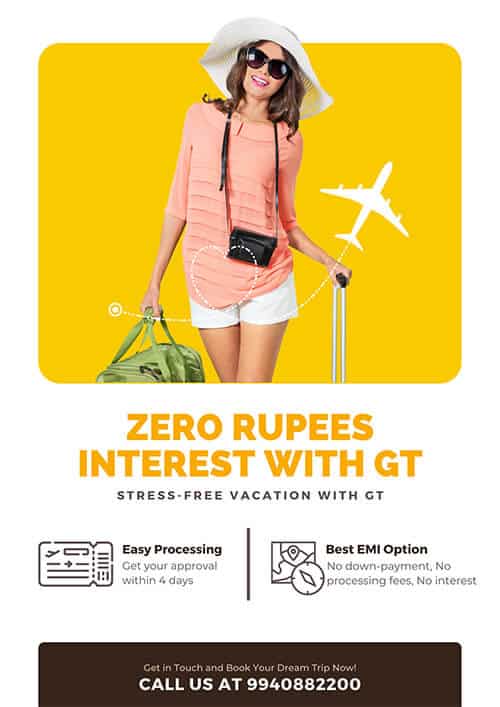 ZERO RUPEES
INTEREST WITH GT
STRESS-FREE VACATION WITH GT
Easy Processing
Get your approval
within 4 days
Best EMI Option
No down-payment, No
processing fees, No interest
Get in Touch and Book Your Dream Trip Now!
CALL US AT 9940882200